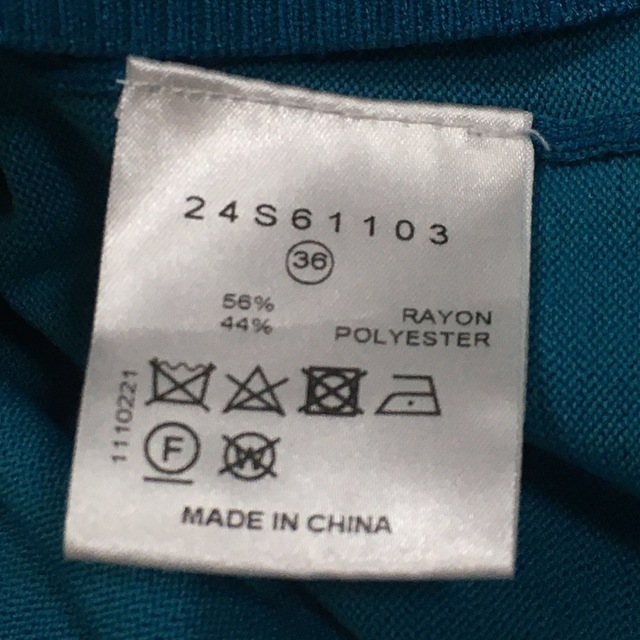 24S61103
36
56% RAYON
44% POLYESTER
1110221
F W
MADE IN CHINA